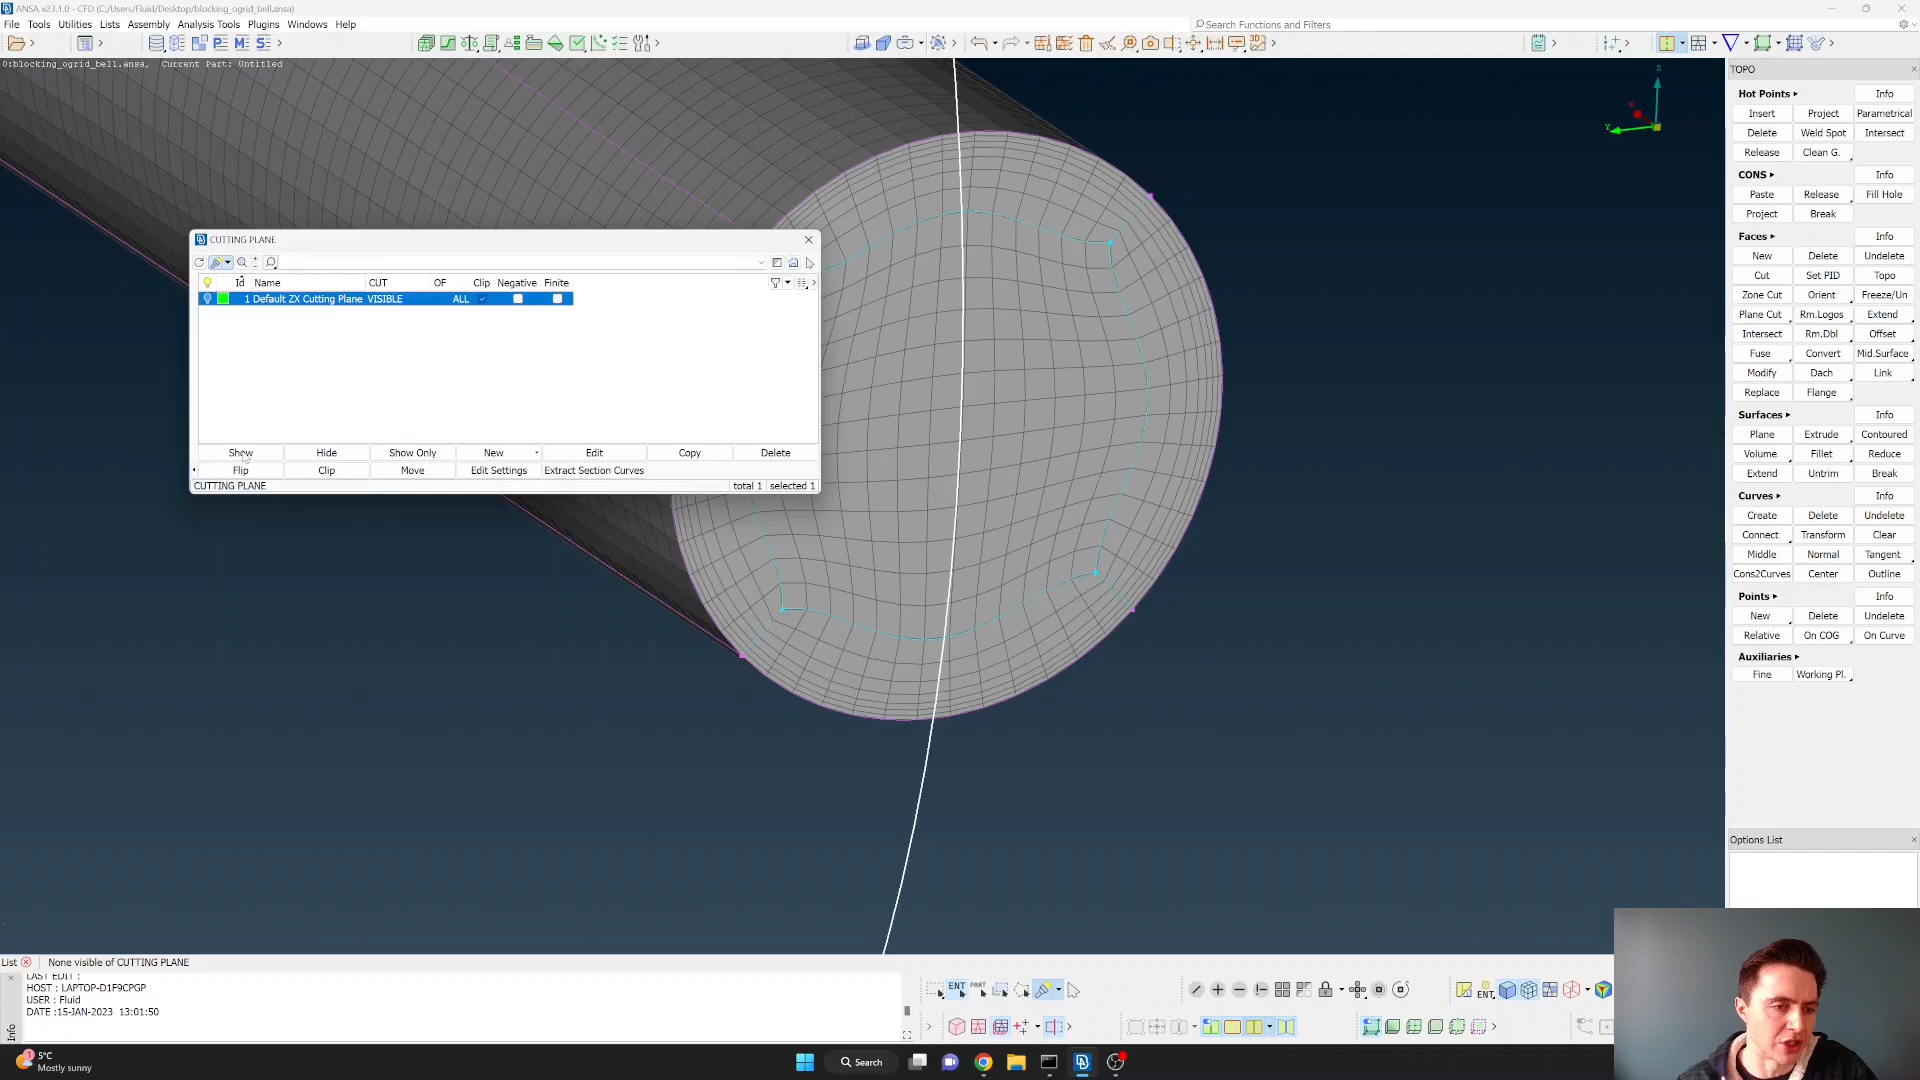 ANSA v23.1.0 - CFD (C:/Users/Fluid/Desktop/blocking_ogrid_bell.ansa)
File Tools Utilities Lists Assembly Analysis Tools Plugins Windows Help
Search Functions and Filters
0:blocking_ogrid_bell.ansa, Current Part: Untitled
Z
X
Y
CUTTING PLANE
Id Name CUT OF Clip Negative Finite
1 Default ZX Cutting Plane VISIBLE ALL
Show Hide Show Only New Edit Copy Delete
Flip Clip Move Edit Settings Extract Section Curves
CUTTING PLANE total 1 selected 1
TOPO
Hot Points Info
Insert Project Parametrical
Delete Weld Spot Intersect
Release Clean G.
CONS Info
Paste Release Fill Hole
Project Break
Faces Info
New Delete Undelete
Cut Set PID Topo
Zone Cut Orient Freeze/Un
Plane Cut Rm.Logos Extend
Intersect Rm.Dbl Offset
Fuse Convert Mid.Surface
Modify Dach Link
Replace Flange
Surfaces Info
Plane Extrude Contoured
Volume Fillet Reduce
Extend Untrim Break
Curves Info
Create Delete Undelete
Connect Transform Clear
Middle Normal Tangent
Cons2Curves Center Outline
Points Info
New Delete Undelete
Relative On COG On Curve
Auxiliaries
Fine Working Pl.
Options List
List None visible of CUTTING PLANE
LAST EDIT :
HOST : LAPTOP-D1F9CPGP
USER : Fluid
DATE :15-JAN-2023 13:01:50
Info
ENT PART
ENT
5°C
Mostly sunny
Search